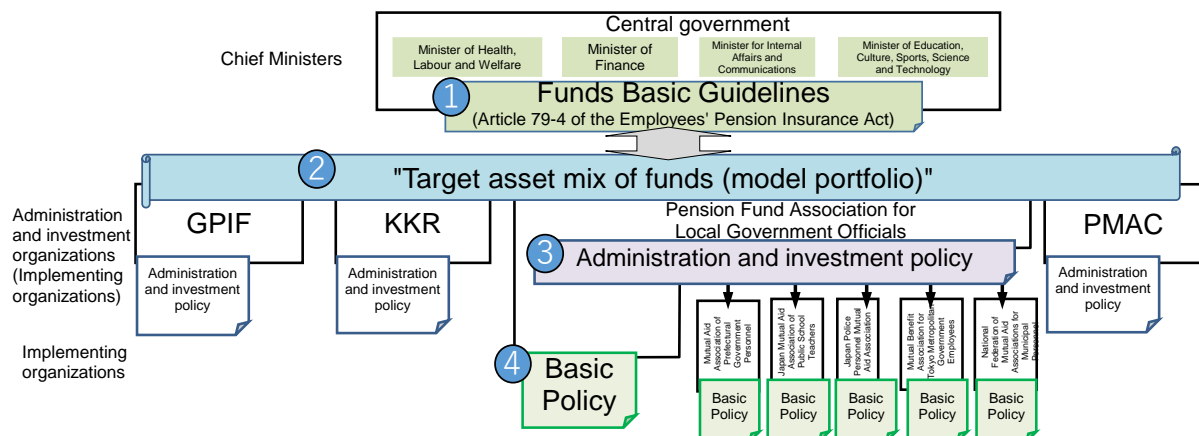 Central government
Chief Ministers
Minister of Health,
Labour and Welfare
Minister of
Finance
Minister for Internal
Affairs and
Communications
Minister of Education,
Culture, Sports, Science
and Technology
1
Funds Basic Guidelines
(Article 79-4 of the Employees' Pension Insurance Act)
2
"Target asset mix of funds (model portfolio)"
Administration
and investment
organizations
(Implementing
organizations)
GPIF
Administration
and investment
policy
KKR
Administration
and investment
policy
Pension Fund Association for
Local Government Officials
3
Administration and investment policy
PMAC
Administration
and investment
policy
Implementing
organizations
4
Basic
Policy
Mutual Aid
Association of
Prefectural
Government
Personnel
Basic
Policy
Japan Mutual Aid
Association of
Public School
Teachers
Basic
Policy
Japan Police
Personnel Mutual
Aid Association
Basic
Policy
Mutual Benefit
Association for
Tokyo Metropolitan
Government
Employees
Basic
Policy
National
Federation of
Mutual Aid
Associations for
Municipal
Personnel
Basic
Policy